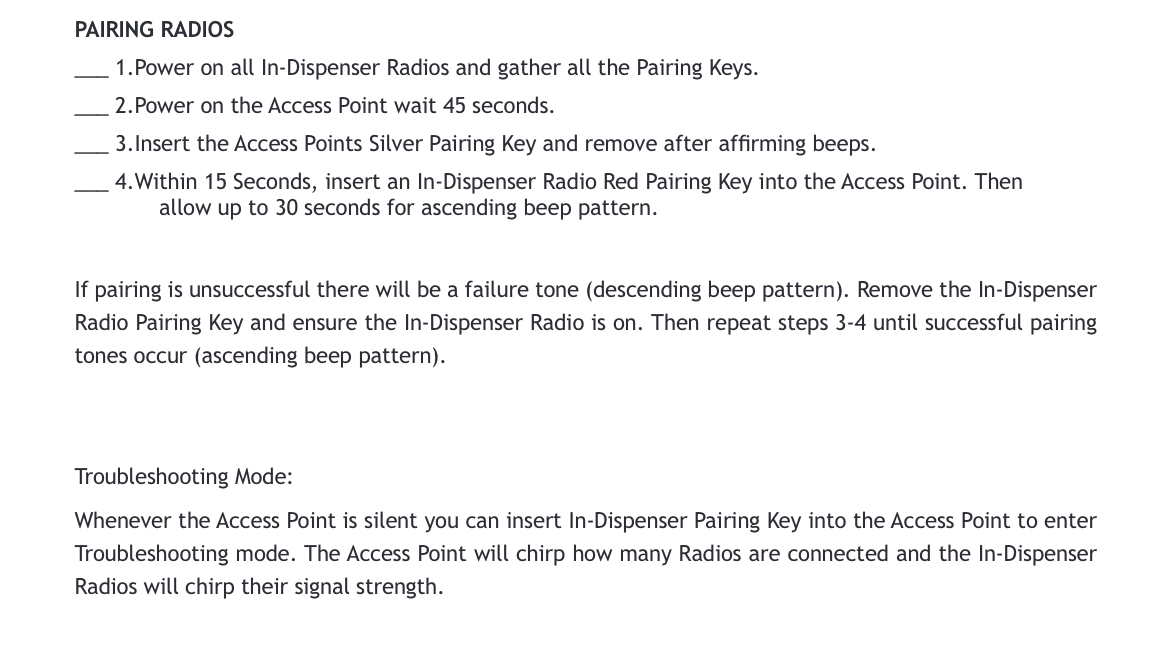 PAIRING RADIOS
___ 1.Power on all In-Dispenser Radios and gather all the Pairing Keys.
___ 2.Power on the Access Point wait 45 seconds.
___ 3.Insert the Access Points Silver Pairing Key and remove after affirming beeps.
___ 4.Within 15 Seconds, insert an In-Dispenser Radio Red Pairing Key into the Access Point. Then
allow up to 30 seconds for ascending beep pattern.
If pairing is unsuccessful there will be a failure tone (descending beep pattern). Remove the In-Dispenser
Radio Pairing Key and ensure the In-Dispenser Radio is on. Then repeat steps 3-4 until successful pairing
tones occur (ascending beep pattern).
Troubleshooting Mode:
Whenever the Access Point is silent you can insert In-Dispenser Pairing Key into the Access Point to enter
Troubleshooting mode. The Access Point will chirp how many Radios are connected and the In-Dispenser
Radios will chirp their signal strength.